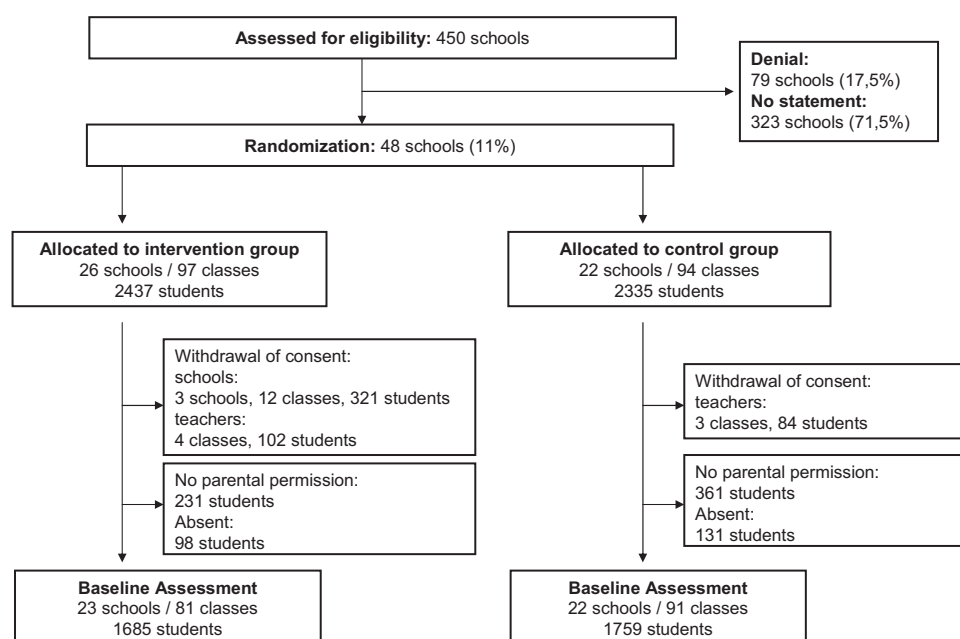 Assessed for eligibility: 450 schools
Denial:
79 schools (17,5%)
No statement:
323 schools (71,5%)
Randomization: 48 schools (11%)
Allocated to intervention group
26 schools / 97 classes
2437 students
Allocated to control group
22 schools / 94 classes
2335 students
Withdrawal of consent:
schools:
3 schools, 12 classes, 321 students
teachers:
4 classes, 102 students
Withdrawal of consent:
teachers:
3 classes, 84 students
No parental permission:
231 students
Absent:
98 students
No parental permission:
361 students
Absent:
131 students
Baseline Assessment
23 schools / 81 classes
1685 students
Baseline Assessment
22 schools / 91 classes
1759 students